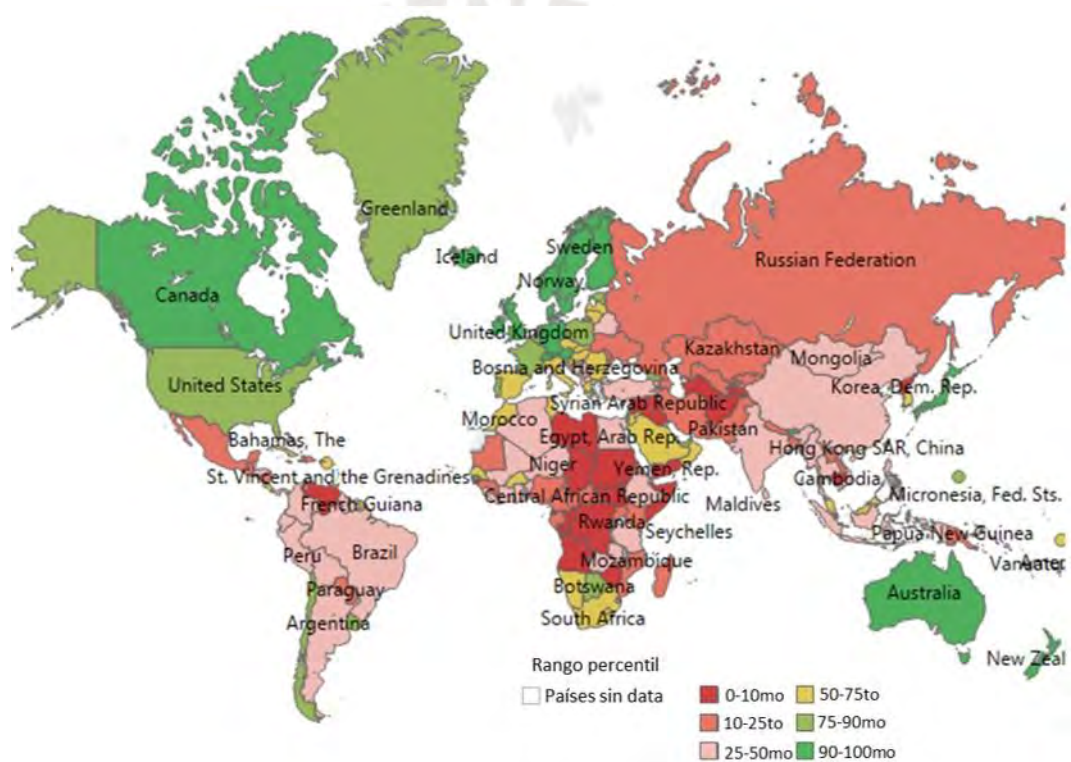 Greenland
Iceland
Sweden
Norway
Russian Federation
Canada
United Kingdom
Kazakhstan
Mongolia
Bosnia and Herzegovina
United States
Korea, Dem. Rep.
Syrian Arab Republic
Morocco
Pakistan
Bahamas, The
Egypt, Arab Rep.
Hong Kong SAR, China
Niger
Yemen, Rep.
St. Vincent and the Grenadines
Cambodia
Central African Republic
Micronesia, Fed. Sts.
French Guiana
Maldives
Rwanda
Seychelles
Papua New Guinea
Peru
Brazil
Mozambique
Vanuatu
Amer
Paraguay
Botswana
Australia
Argentina
South Africa
New Zeal
Rango percentil
Países sin data
0-10mo
50-75to
10-25to
75-90mo
25-50mo
90-100mo